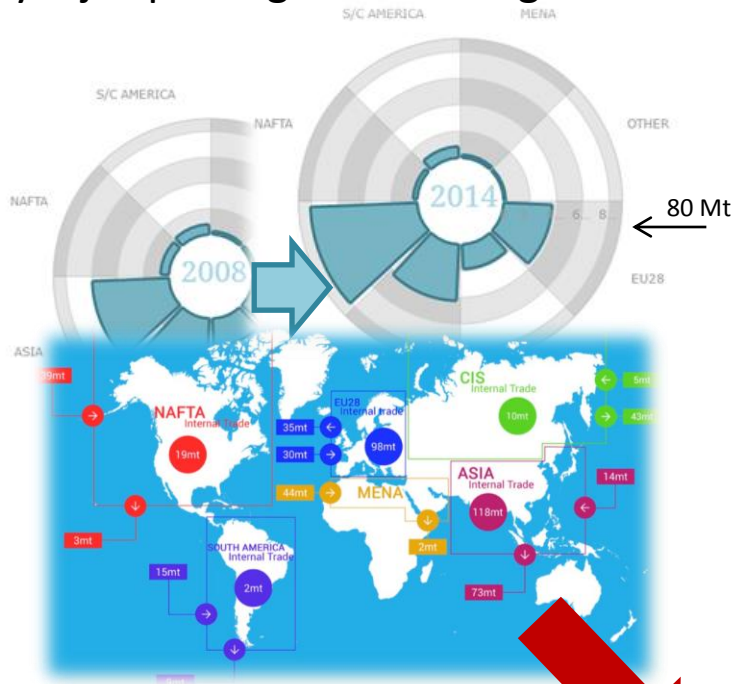 S/C AMERICA MENA
S/C AMERICA
NAFTA OTHER
2014
NAFTA 6 8
80 Mt
2008
EU28
ASIA
CIS
Internal Trade
5mt
NAFTA
Internal Trade
EU28
Internal trade
10mt
43mt
35mt
19mt
98mt
30mt
ASIA
Internal Trade
14mt
44mt
MENA
118mt
3mt
2mt
SOUTH AMERICA
Internal Trade
15mt
2mt
73mt